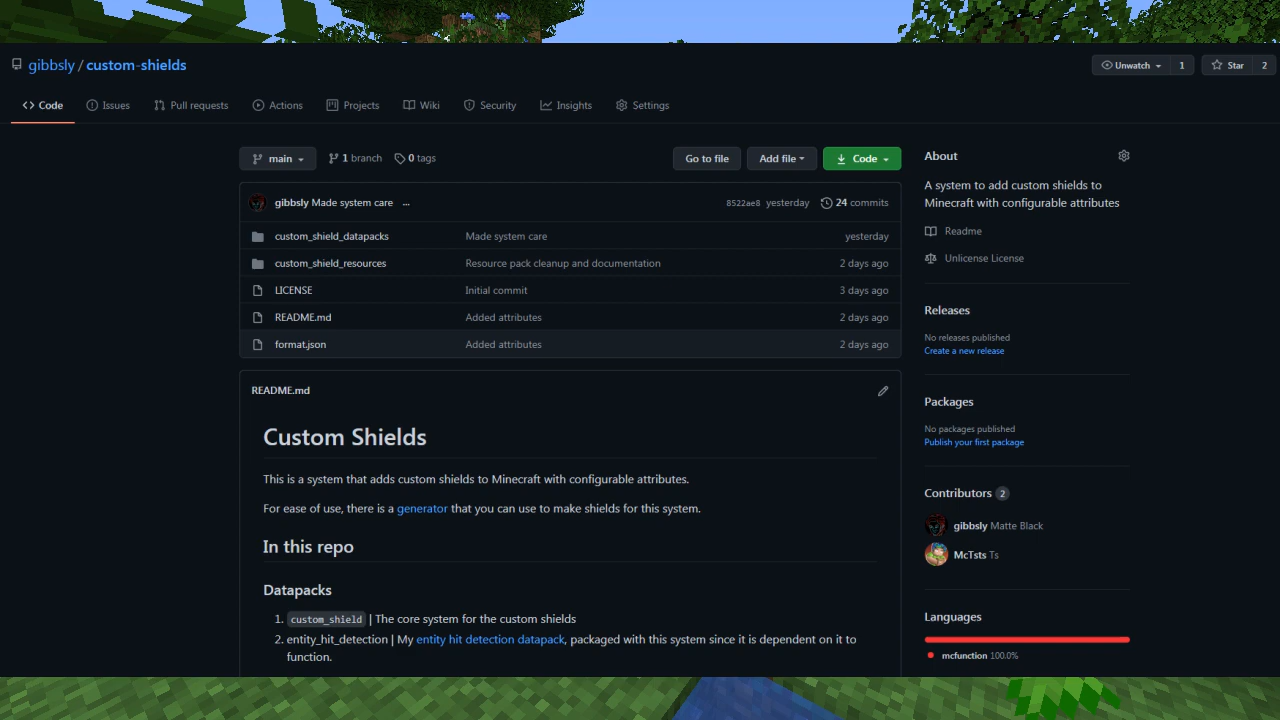 gibbsly / custom-shields
Unwatch 1 Star 2
Code Issues Pull requests Actions Projects Wiki Security Insights Settings
main 1 branch 0 tags Go to file Add file Code
gibbsly Made system care ... 8522ae8 yesterday 24 commits
custom_shield_datapacks Made system care yesterday
custom_shield_resources Resource pack cleanup and documentation 2 days ago
LICENSE Initial commit 3 days ago
README.md Added attributes 2 days ago
format.json Added attributes 2 days ago
README.md
Custom Shields
This is a system that adds custom shields to Minecraft with configurable attributes.
For ease of use, there is a generator that you can use to make shields for this system.
In this repo
Datapacks
1. custom_shield | The core system for the custom shields
2. entity_hit_detection | My entity hit detection datapack, packaged with this system since it is dependent on it to
function.
About
A system to add custom shields to
Minecraft with configurable attributes
Readme
Unlicense License
Releases
No releases published
Create a new release
Packages
No packages published
Publish your first package
Contributors 2
gibbsly Matte Black
McTsts Ts
Languages
mcfunction 100.0%